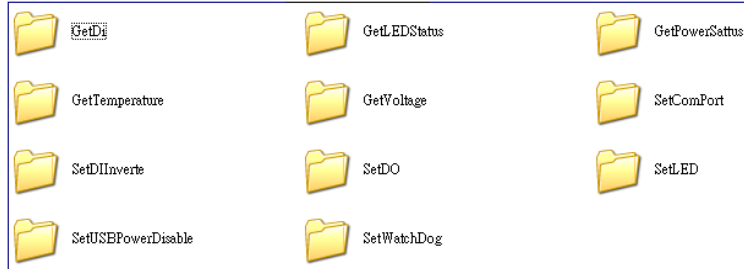 GetDi
GetLEDStatus
GetPowerSattus
GetTemperature
GetVoltage
SetComPort
SetDIInverte
SetDO
SetLED
SetUSBPowerDisable
SetWatchDog